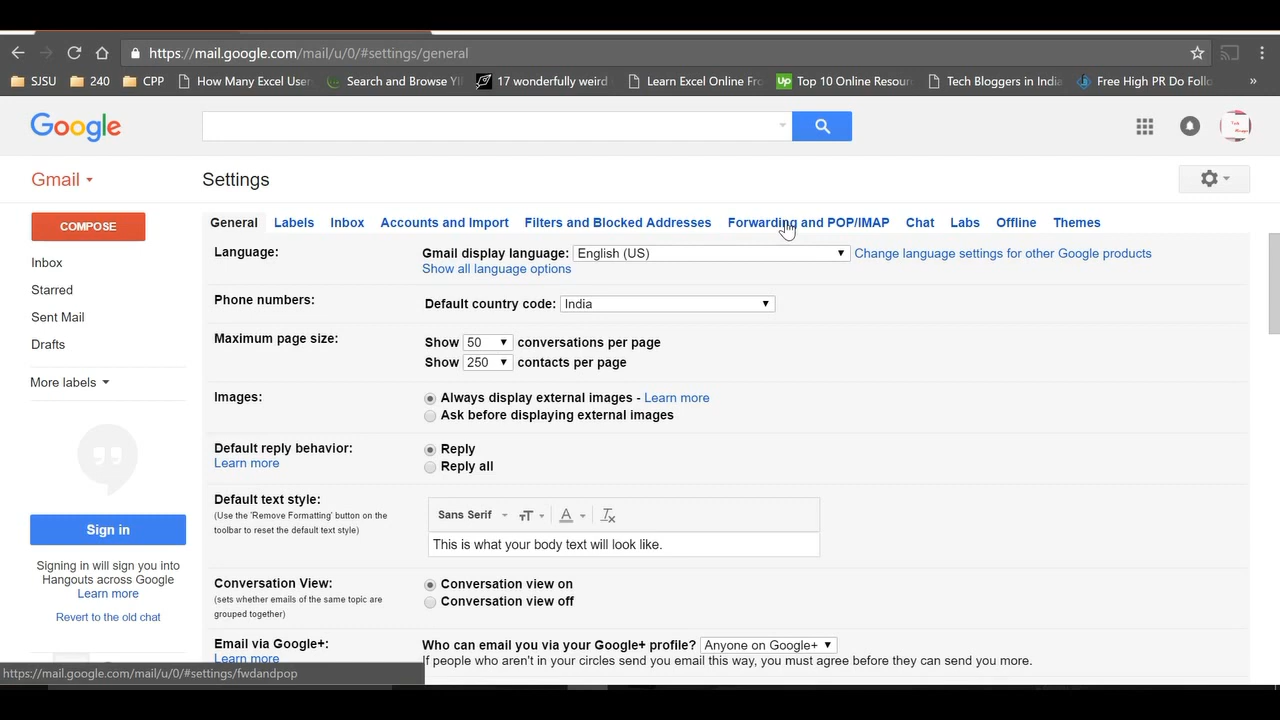 https://mail.google.com/mail/u/0/#settings/general
SJSU 240 CPP How Many Excel User Search and Browse YIF 17 wonderfully weird Learn Excel Online Fro Top 10 Online Resour Tech Bloggers in India Free High PR Do Follo »
Google
Gmail Settings
COMPOSE
Inbox
Starred
Sent Mail
Drafts
More labels
Sign in
Signing in will sign you into
Hangouts across Google
Learn more
Revert to the old chat
General Labels Inbox Accounts and Import Filters and Blocked Addresses Forwarding and POP/IMAP Chat Labs Offline Themes
Language: Gmail display language: English (US) Change language settings for other Google products
Show all language options
Phone numbers: Default country code: India
Maximum page size: Show 50 conversations per page
Show 250 contacts per page
Images: Always display external images - Learn more
Ask before displaying external images
Default reply behavior: Reply
Learn more Reply all
Default text style:
(Use the 'Remove Formatting' button on the
toolbar to reset the default text style)
Sans Serif
This is what your body text will look like.
Conversation View: Conversation view on
(sets whether emails of the same topic are
grouped together)
Conversation view off
Email via Google+: Who can email you via your Google+ profile? Anyone on Google+
Learn more If people who aren't in your circles send you email this way, you must agree before they can send you more.
https://mail.google.com/mail/u/0/#settings/fwdandpop